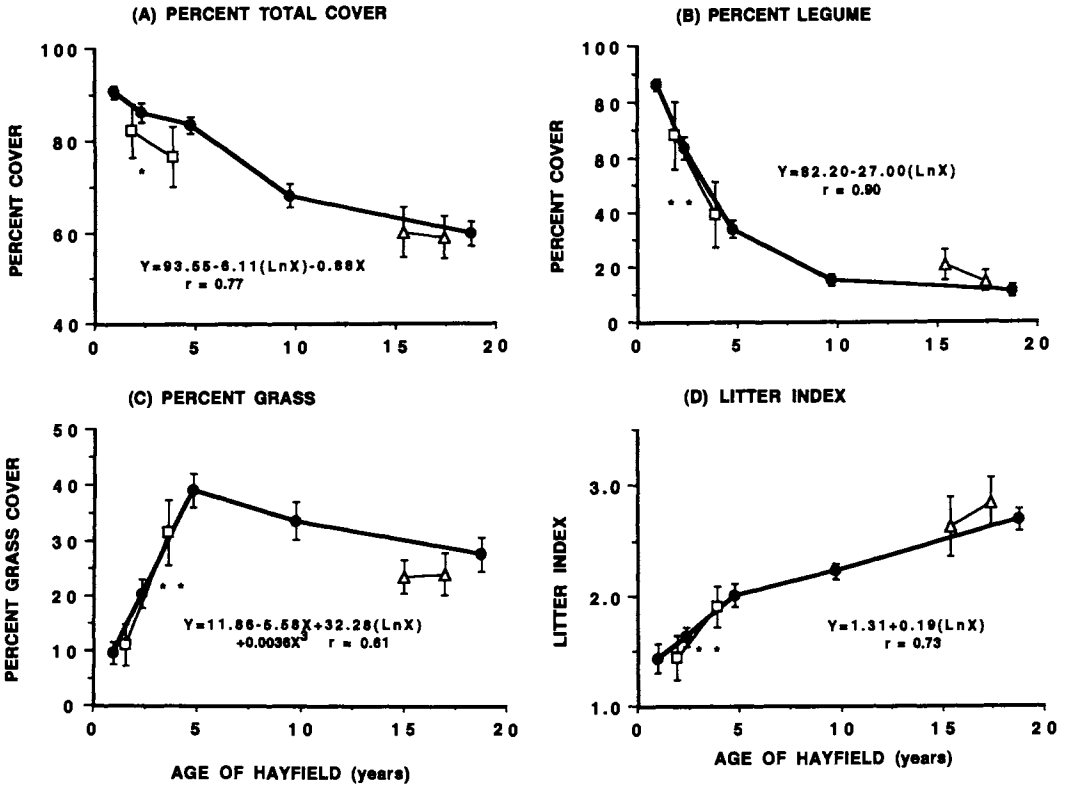 (A) PERCENT TOTAL COVER
PERCENT COVER
100
80
60
40
0
5
10
15
20
*
Y=93.55-6.11(LnX)-0.88X
r = 0.77
(B) PERCENT LEGUME
PERCENT COVER
100
80
60
40
20
0
0
5
10
15
20
* *
Y=82.20-27.00(LnX)
r = 0.90
(C) PERCENT GRASS
PERCENT GRASS COVER
50
40
30
20
10
0
0
5
10
15
20
* *
Y=11.86-5.58X+32.28(LnX)
+0.0036X³ r = 0.61
AGE OF HAYFIELD (years)
(D) LITTER INDEX
LITTER INDEX
3.0
2.0
1.0
0
5
10
15
20
* *
Y=1.31+0.19(LnX)
r = 0.73
AGE OF HAYFIELD (years)